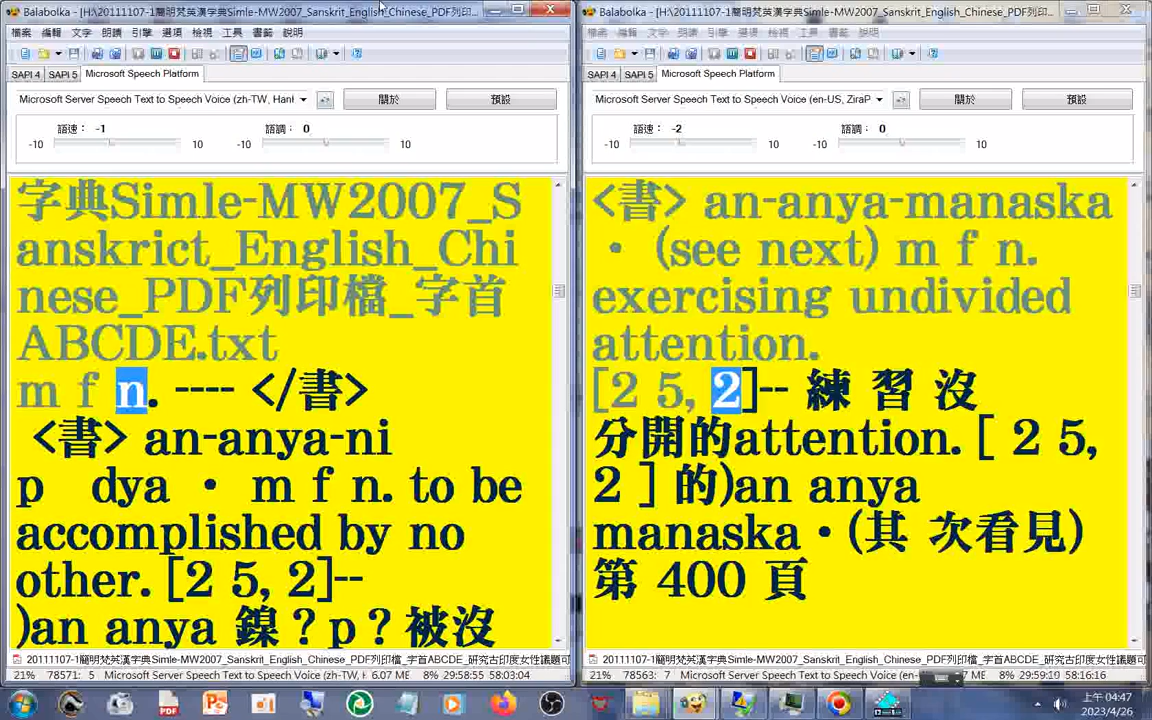 Balabolka - [H:\20111107-1簡明梵英漢字典Simle-MW2007_Sanskrit_English_Chinese_PDF列印...
檔案 編輯 文字 朗讀 引擎 選項 檢視 工具 書籤 說明
SAPI 4 SAPI 5 Microsoft Speech Platform
Microsoft Server Speech Text to Speech Voice (zh-TW, Han 關於 預設
語速： -1 語調： 0
-10 10 -10 10
字典Simle-MW2007_S
anskrict_English_Chi
nese_PDF列印檔_字首
ABCDE.txt
m f n. ---- </書>
<書> an-anya-ni
p dya • m f n. to be
accomplished by no
other. [2 5, 2]--
)an anya 鎳？p？被沒
20111107-1簡明梵英漢字典Simle-MW2007_Sanskrit_English_Chinese_PDF列印檔_字首ABCDE_研究古印度女性議題可
21% 78571: 5 Microsoft Server Speech Text to Speech Voice (zh-TW, 6.07 ME 8% 29:58:55 58:03:04
Balabolka - [H:\20111107-1簡明梵英漢字典Simle-MW2007_Sanskrit_English_Chinese_PDF列印...
檔案 編輯 文字 朗讀 引擎 選項 檢視 工具 書籤 說明
SAPI 4 SAPI 5 Microsoft Speech Platform
Microsoft Server Speech Text to Speech Voice (en-US, ZiraP 關於 預設
語速： -2 語調： 0
-10 10 -10 10
<書> an-anya-manaska
• (see next) m f n.
exercising undivided
attention.
[2 5, 2]-- 練 習 沒
分開的attention. [ 2 5,
2 ] 的)an anya
manaska•(其 次看見)
第 400 頁
20111107-1簡明梵英漢字典Simle-MW2007_Sanskrit_English_Chinese_PDF列印檔_字首ABCDE_研究古印度女性議題可
21% 78563: 7 Microsoft Server Speech Text to Speech Voice (en-US, 8% 29:59:10 58:16:16
上午 04:47
2023/4/26